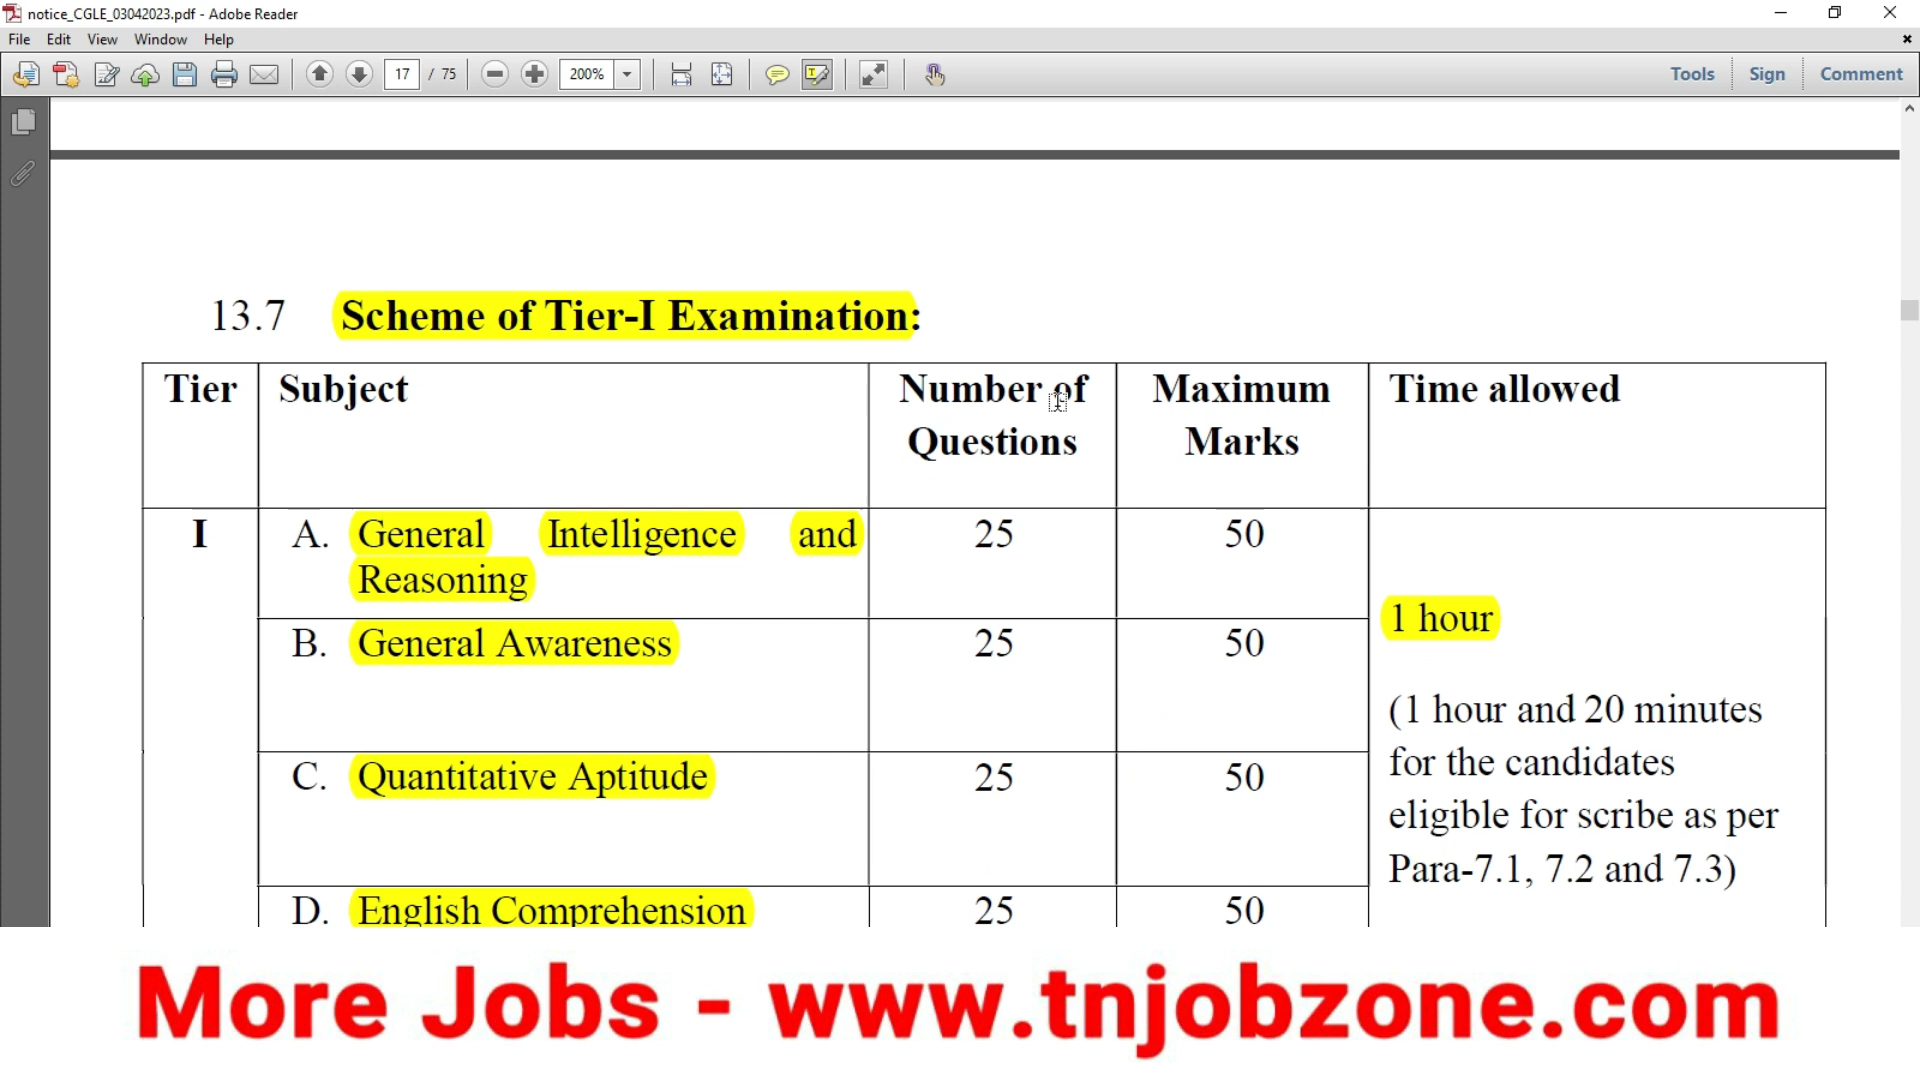 notice_CGLE_03042023.pdf - Adobe Reader
File Edit View Window Help
17 / 75 200% Tools Sign Comment
13.7 Scheme of Tier-I Examination:
Tier Subject Number of Questions Maximum Marks Time allowed
I A. General Intelligence and Reasoning 25 50
1 hour
B. General Awareness 25 50
(1 hour and 20 minutes
for the candidates
eligible for scribe as per
Para-7.1, 7.2 and 7.3)
C. Quantitative Aptitude 25 50
D. English Comprehension 25 50
More Jobs - www.tnjobzone.com